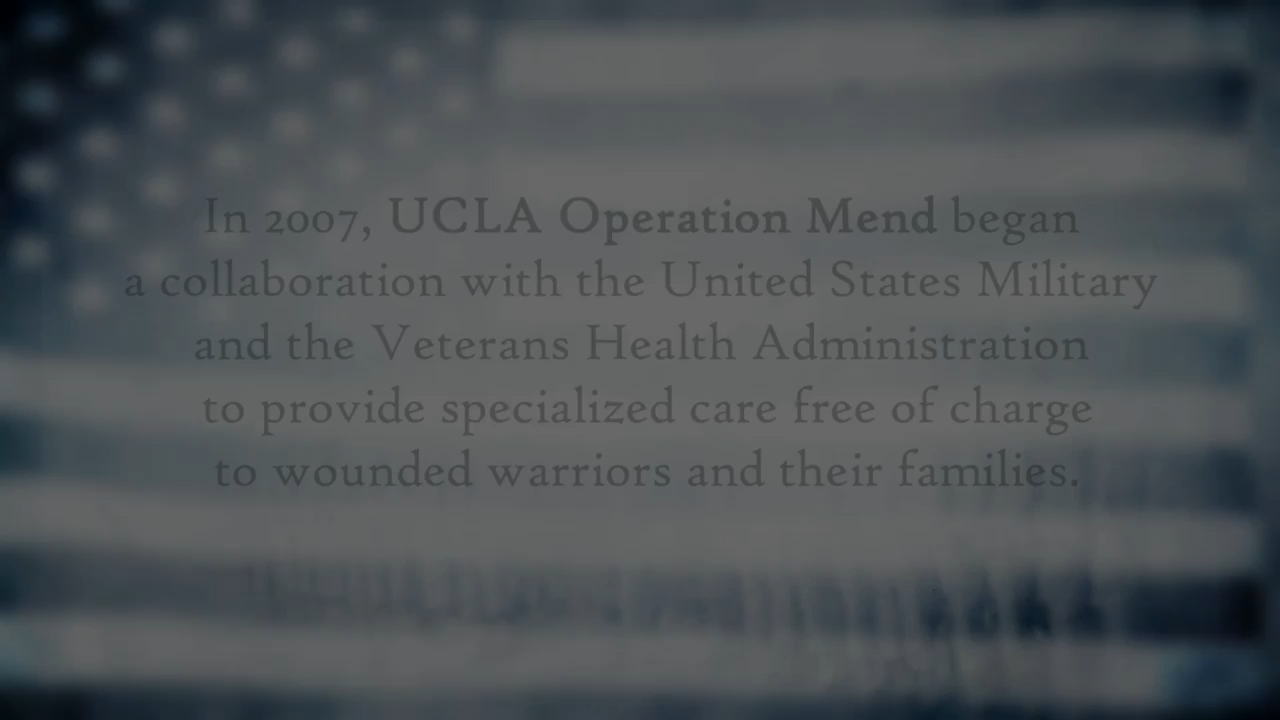 In 2007, UCLA Operation Mend began
a collaboration with the United States Military
and the Veterans Health Administration
to provide specialized care free of charge
to wounded warriors and their families.